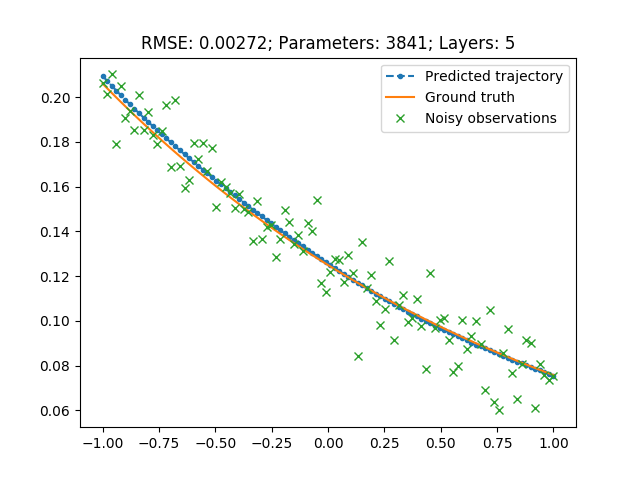 RMSE: 0.00272; Parameters: 3841; Layers: 5
Predicted trajectory
Ground truth
Noisy observations
0.20
0.18
0.16
0.14
0.12
0.10
0.08
0.06
−1.00 −0.75 −0.50 −0.25 0.00 0.25 0.50 0.75 1.00